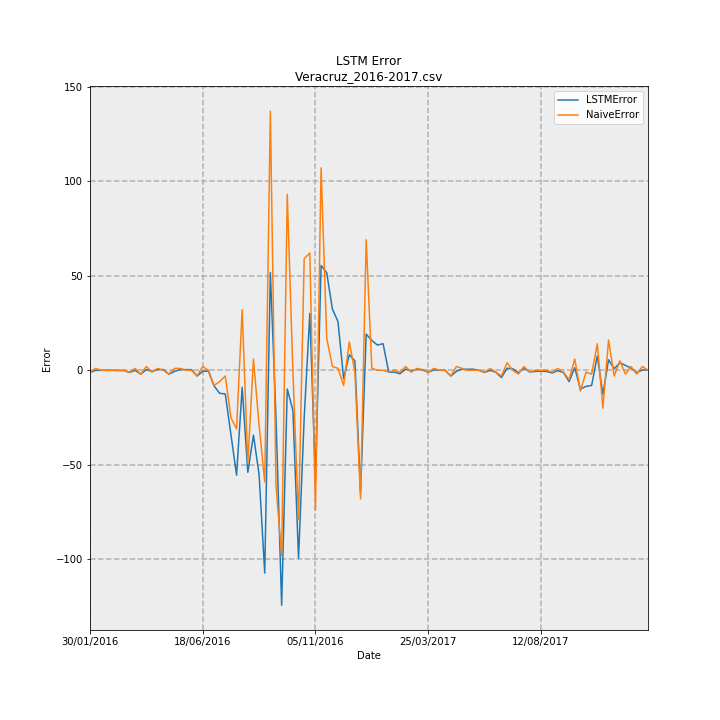 LSTM Error
Veracruz_2016-2017.csv
LSTMError
NaiveError
150
100
50
0
−50
−100
Error
30/01/2016
18/06/2016
05/11/2016
25/03/2017
12/08/2017
Date